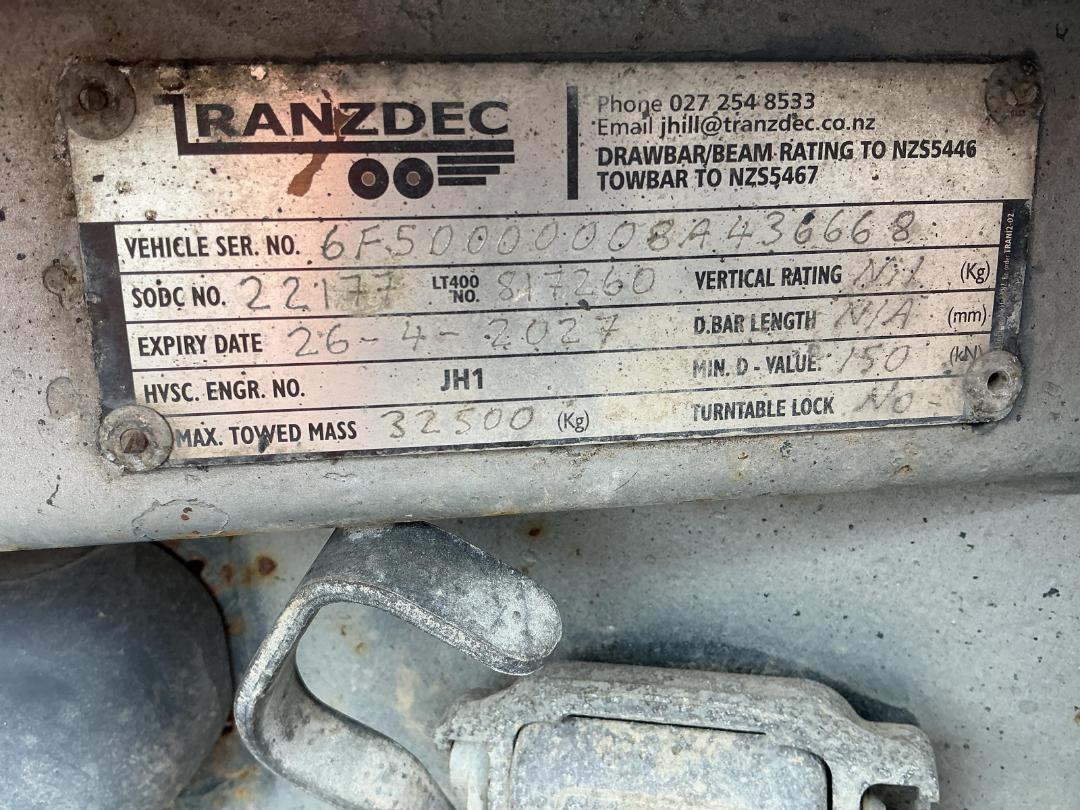 TRANZDEC
Phone 027 254 8533
Email jhill@tranzdec.co.nz
DRAWBAR/BEAM RATING TO NZS5446
TOWBAR TO NZS5467
VEHICLE SER. NO. 6F50000008A436668
SODC NO. 22177 LT400 NO. 817260 VERTICAL RATING Nil (Kg)
EXPIRY DATE 26-4-2027 D.BAR LENGTH N/A (mm)
HVSC. ENGR. NO. JH1 MIN. D - VALUE. 150 (kN)
MAX. TOWED MASS 32500 (Kg) TURNTABLE LOCK No-